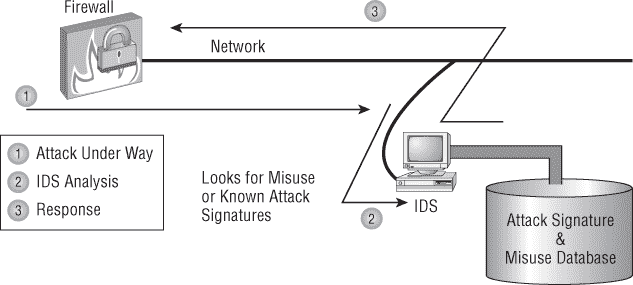 Firewall
3
Network
1
1 Attack Under Way
2 IDS Analysis
3 Response
Looks for Misuse
or Known Attack
Signatures
2
IDS
Attack Signature
&
Misuse Database